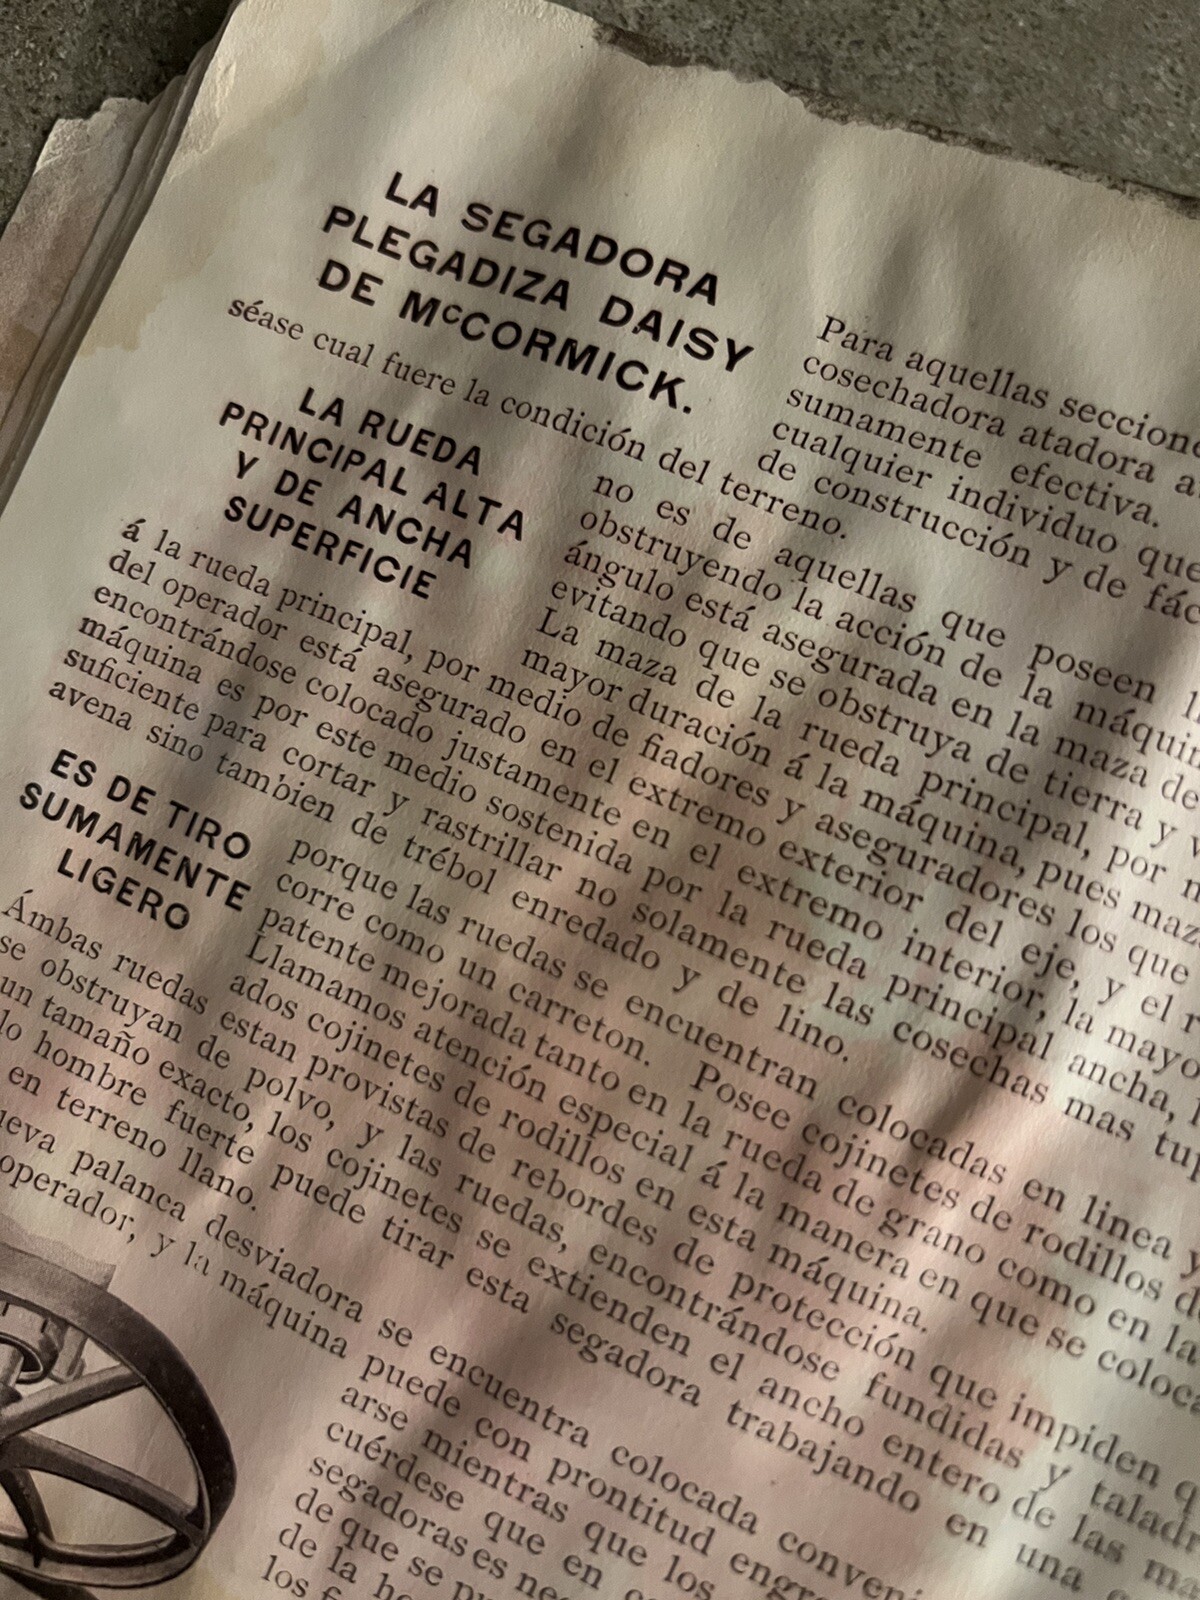 LA SEGADORA
PLEGADIZA DAISY
DE McCORMICK.
Para aquellas
cosechadora atadora
sumamente efectiva.
cualquier individuo que
de construcción y de
séase cual fuere la condición del terreno.
LA RUEDA
PRINCIPAL ALTA
Y DE ANCHA
SUPERFICIE
no es de aquellas que poseen
obstruyendo la acción de la
ángulo está asegurada en la maza de
evitando que se obstruya de tierra y
La maza de la rueda principal, por
mayor duración á la máquina, pues
á la rueda principal, por medio de fiadores y aseguradores los que
del operador está asegurado en el extremo exterior del eje, y el
encontrándose colocado justamente en el extremo interior, la
máquina es por este medio sostenida por la rueda principal ancha,
suficiente para cortar y rastrillar no solamente las cosechas mas
avena sino tambien de trébol enredado y de lino.
ES DE TIRO
SUMAMENTE
LIGERO
porque las ruedas se encuentran colocadas en linea y
corre como un carreton. Posee cojinetes de rodillos
patente mejorada tanto en la rueda de grano como en la
Llamamos atención especial á la manera en que se
ados cojinetes de rodillos en esta máquina.
Ámbas ruedas estan provistas de rebordes de protección que impiden
se obstruyan de polvo, y las ruedas, encontrándose fundidas y
un tamaño exacto, los cojinetes se extienden el ancho entero de las
lo hombre fuerte puede tirar esta segadora trabajando en una
en terreno llano.
ueva palanca desviadora se encuentra colocada
operador, y la máquina puede con prontitud
arse mientras que los
cuérdese que en
segadoras es
de que se
de la
los